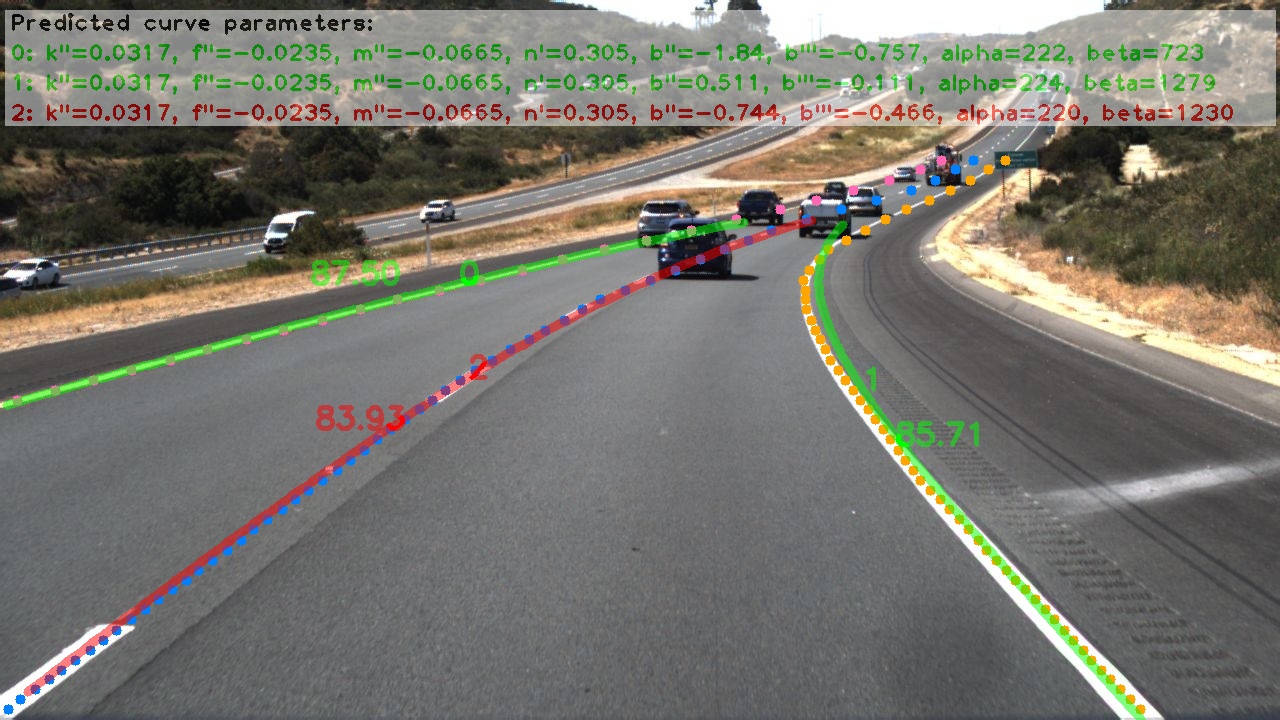 Predicted curve parameters:
0: k''=0.0317, f''=-0.0235, m''=-0.0665, n'=0.305, b''=-1.84, b'''=-0.757, alpha=222, beta=723
1: k''=0.0317, f''=-0.0235, m''=-0.0665, n'=0.305, b''=0.511, b'''=-0.111, alpha=224, beta=1279
2: k''=0.0317, f''=-0.0235, m''=-0.0665, n'=0.305, b''=-0.744, b'''=-0.466, alpha=220, beta=1230
87.50 0
2
1
83.93
85.71